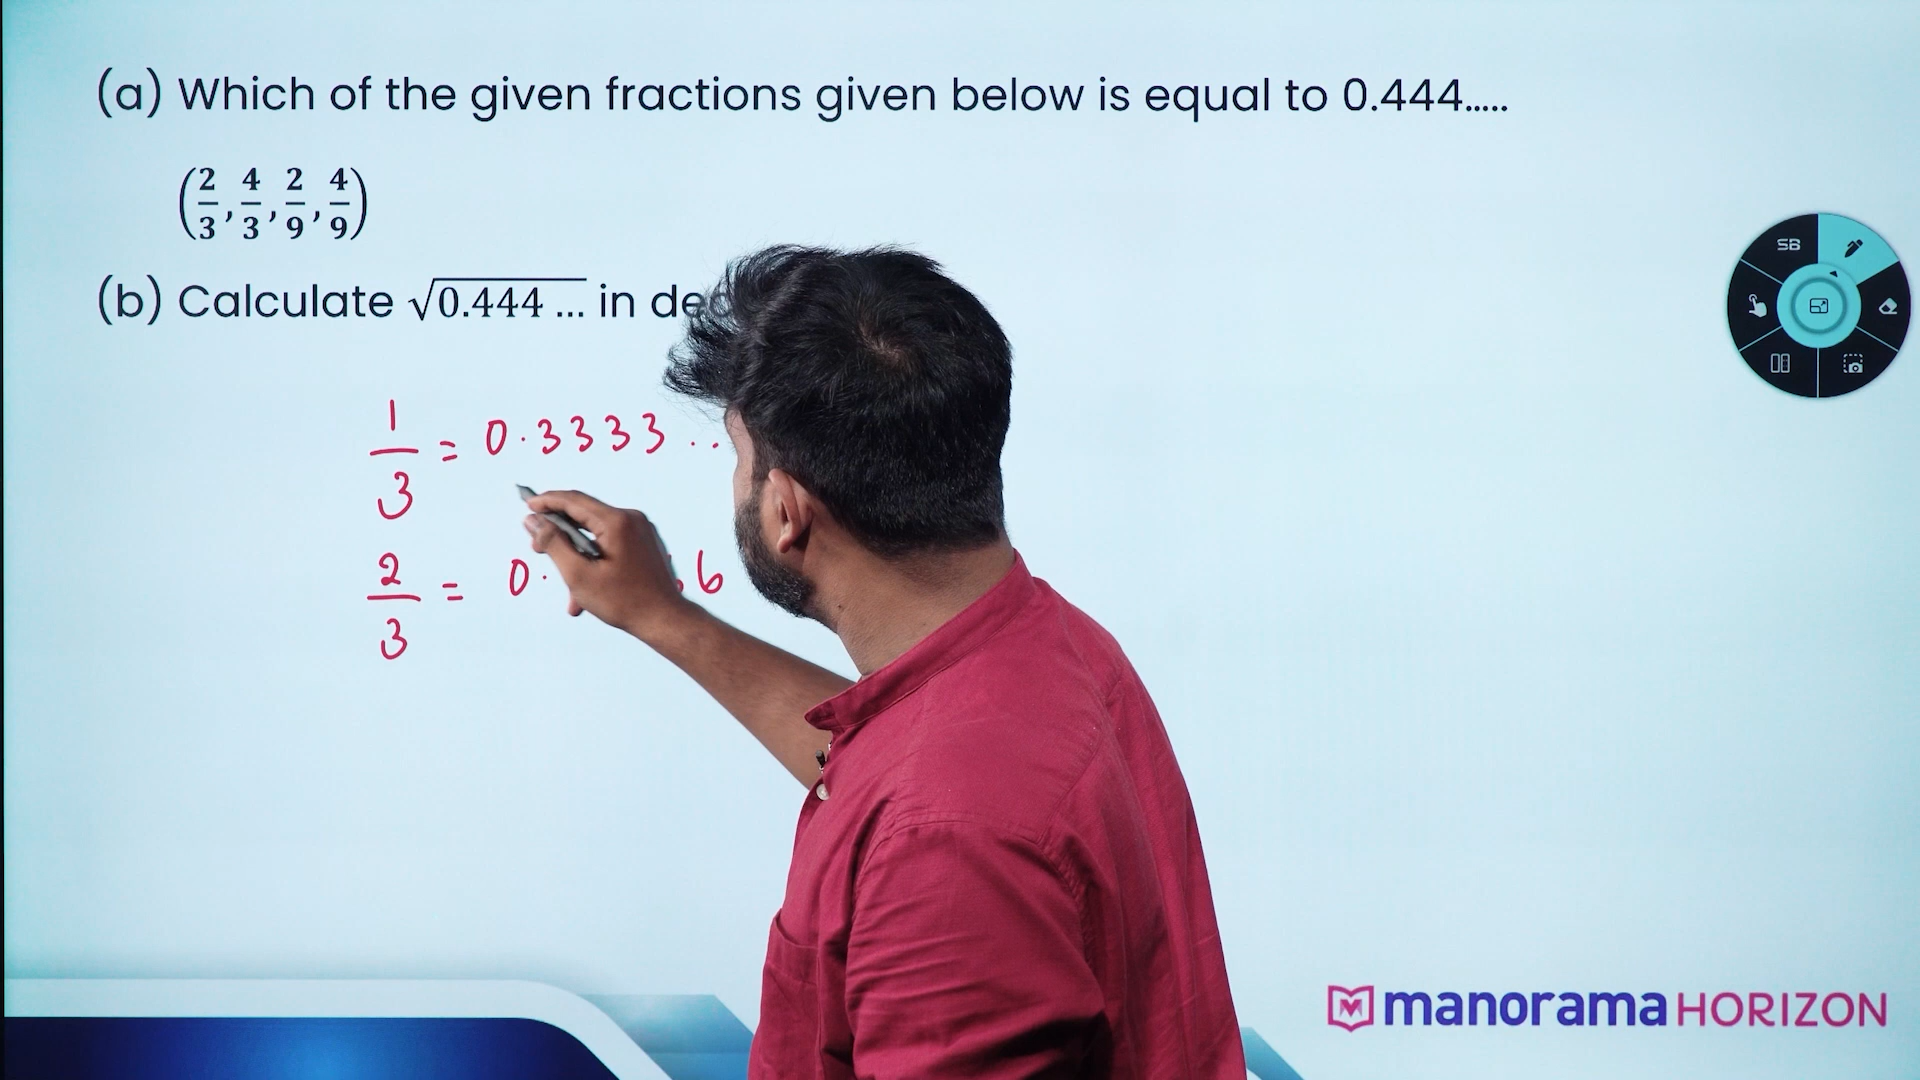 (a) Which of the given fractions given below is equal to 0.444.....
(2/3, 4/3, 2/9, 4/9)
(b) Calculate √0.444 ... in
SB
1/3 = 0.3333 ..
2/3 = 0. 6
manorama HORIZON